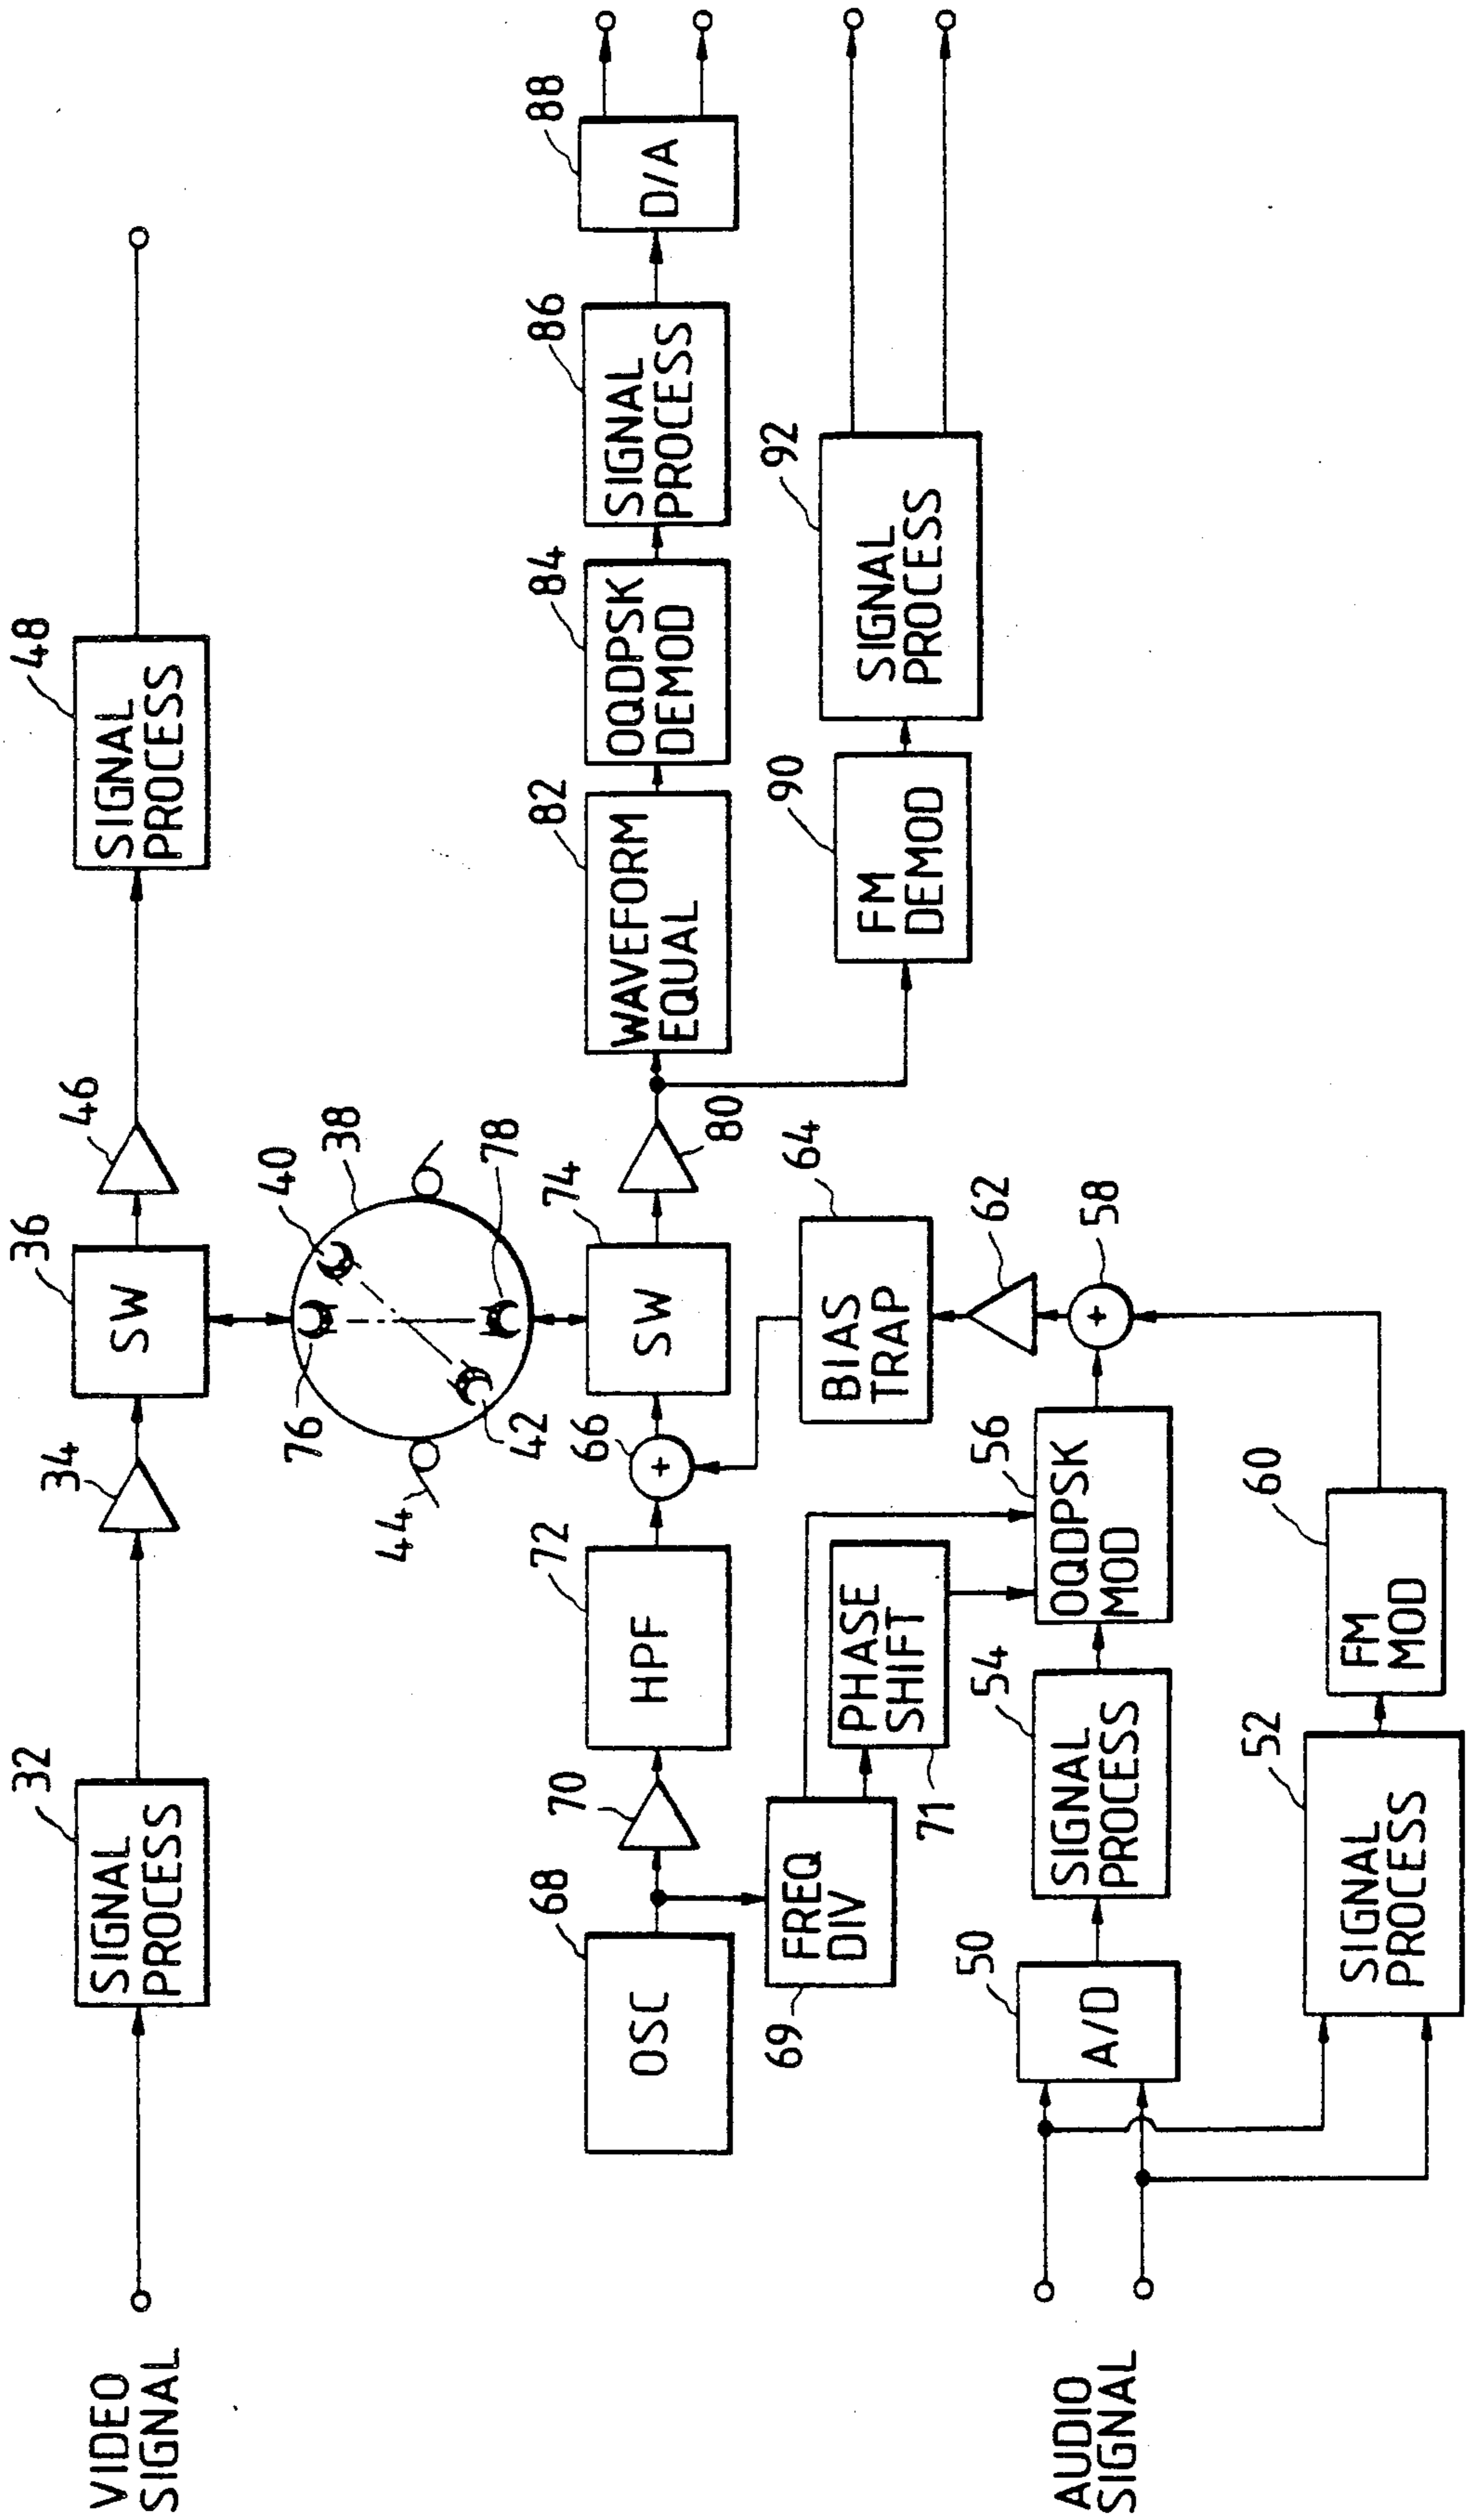 VIDEO
SIGNAL
32
SIGNAL
PROCESS
34
36
SW
46
48
SIGNAL
PROCESS
40
38
76
78
42
44
68
OSC
70
72
HPF
66
74
SW
80
82
WAVEFORM
EQUAL
84
OQDPSK
DEMOD
86
SIGNAL
PROCESS
88
D/A
69
FREQ
DIV
71
PHASE
SHIFT
64
BIAS
TRAP
62
58
90
FM
DEMOD
92
SIGNAL
PROCESS
AUDIO
SIGNAL
50
A/D
54
SIGNAL
PROCESS
56
OQDPSK
MOD
52
SIGNAL
PROCESS
60
FM
MOD
+
+